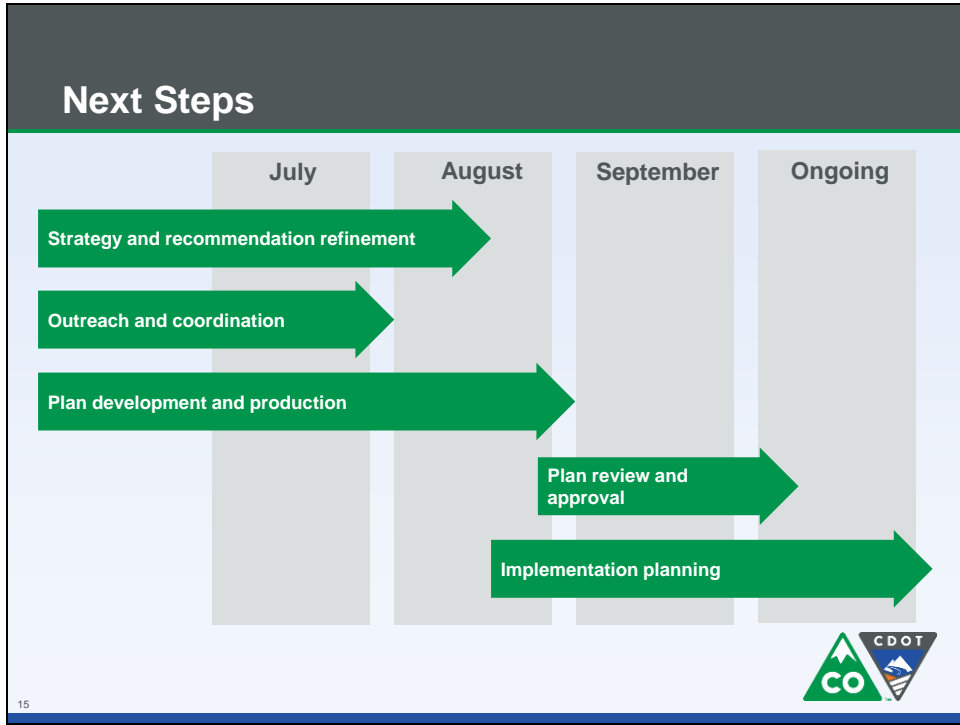 Next Steps
July August September Ongoing
Strategy and recommendation refinement
Outreach and coordination
Plan development and production
Plan review and
approval
Implementation planning
CO
CDOT
15